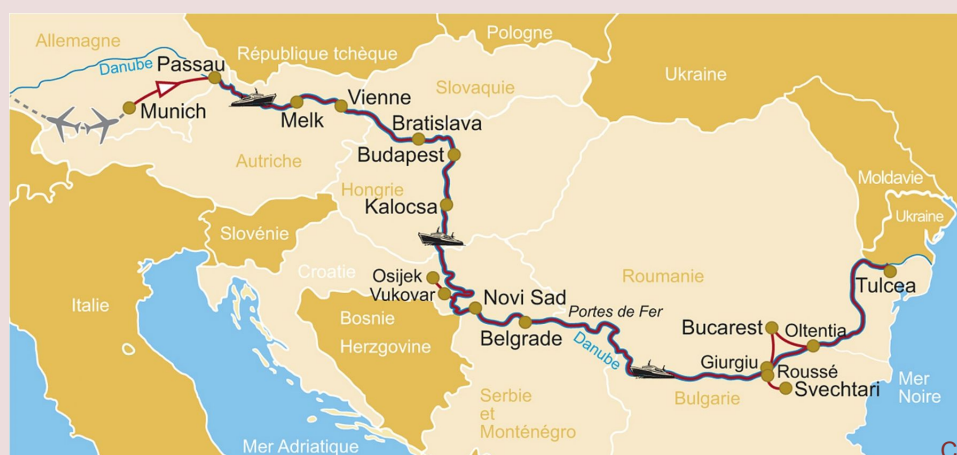 Allemagne
République tchèque
Pologne
Ukraine
Danube
Passau
Munich
Melk
Vienne
Slovaquie
Bratislava
Budapest
Autriche
Hongrie
Kalocsa
Moldavie
Ukraine
Slovénie
Croatie
Osijek
Vukovar
Roumanie
Tulcea
Italie
Bosnie
Herzgovine
Novi Sad
Belgrade
Portes de Fer
Danube
Bucarest
Oltentia
Giurgiu
Roussé
Svechtari
Bulgarie
Mer
Noire
Serbie
et
Monténégro
Mer Adriatique
C